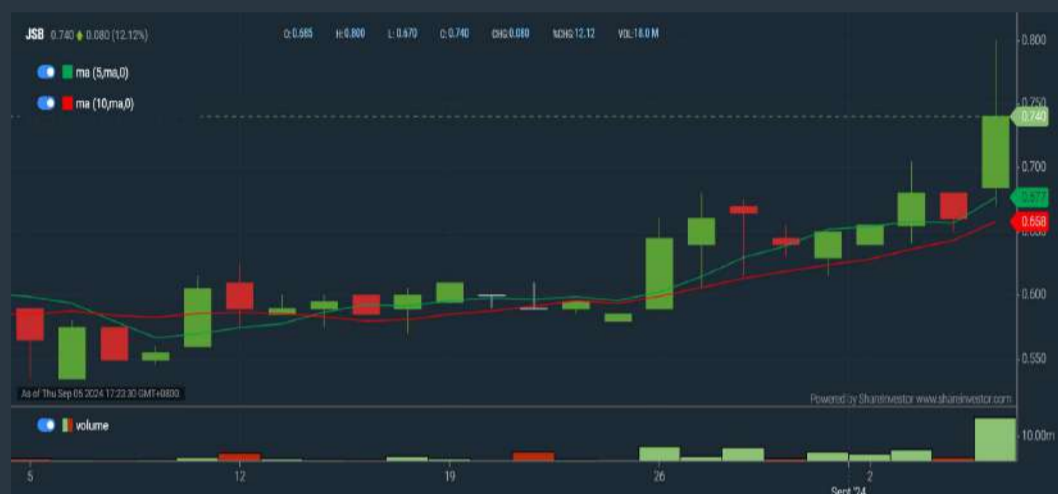 JSB 0.740 0.080 (12.12%) O:0.685 H:0.800 L:0.670 C:0.740 CHG:0.080 %CHG:12.12 VOL:18.0 M
ma (5,ma,0)
ma (10,ma,0)
0.800
0.750
0.740
0.700
0.677
0.658
0.650
0.600
0.550
As of Thu Sep 05 2024 17:23:30 GMT+0800
Powered by ShareInvestor www.shareinvestor.com
volume
10.00m
5 12 19 26 2
Sept '24